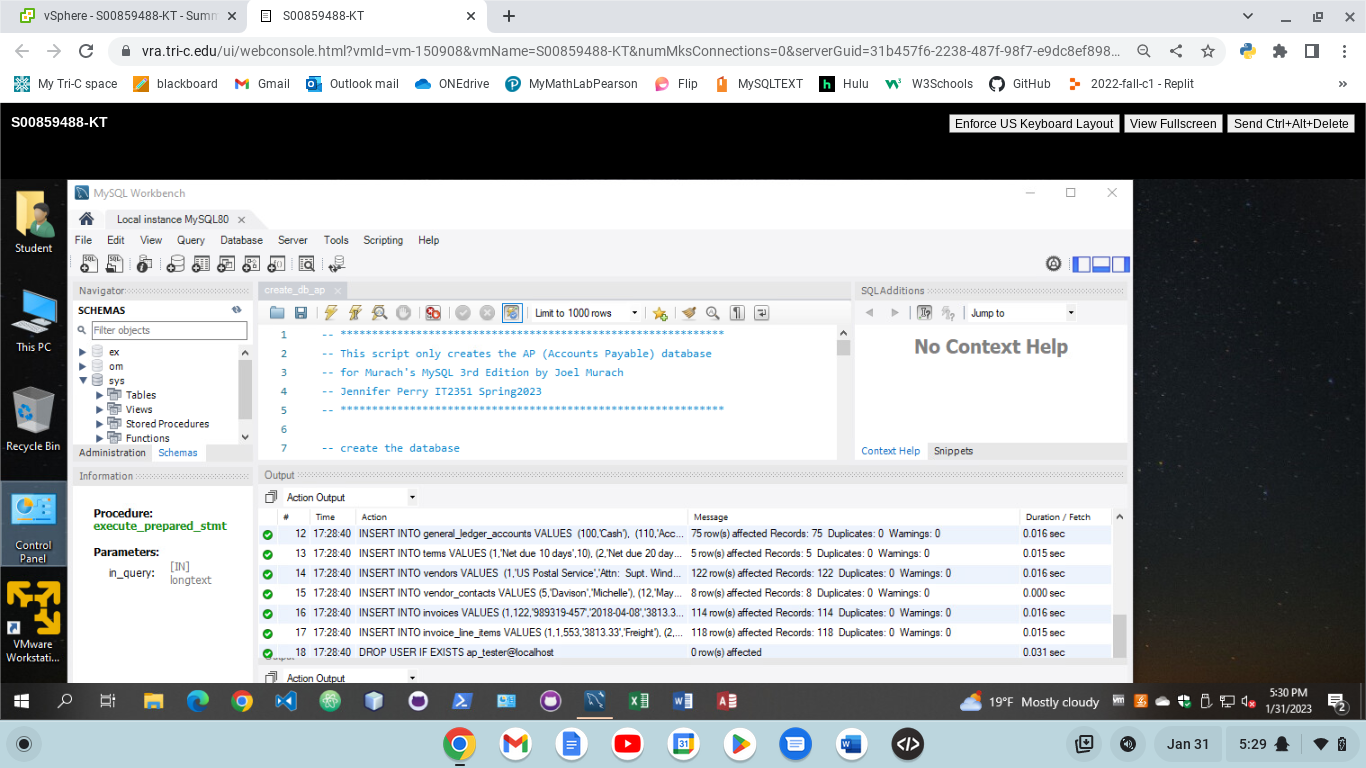 vSphere - S00859488-KT - Summ
S00859488-KT
vra.tri-c.edu/ui/webconsole.html?vmId=vm-150908&vmName=S00859488-KT&numMksConnections=0&serverGuid=31b457f6-2238-487f-98f7-e9dc8ef898...
My Tri-C space blackboard Gmail Outlook mail ONEdrive MyMathLabPearson Flip MySQLTEXT Hulu W3Schools GitHub 2022-fall-c1 - Replit »
S00859488-KT
Enforce US Keyboard Layout View Fullscreen Send Ctrl+Alt+Delete
Student
This PC
Recycle Bin
Control Panel
VMware Workstati...
MySQL Workbench
Local instance MySQL80
File Edit View Query Database Server Tools Scripting Help
Navigator
SCHEMAS
Filter objects
ex
om
sys
Tables
Views
Stored Procedures
Functions
Administration Schemas
Information
Procedure:
execute_prepared_stmt
Parameters:
in_query: [IN]
longtext
create_db_ap
Limit to 1000 rows
1 -- *************************************************************
2 -- This script only creates the AP (Accounts Payable) database
3 -- for Murach's MySQL 3rd Edition by Joel Murach
4 -- Jennifer Perry IT2351 Spring2023
5 -- *************************************************************
6
7 -- create the database
SQLAdditions
Jump to
No Context Help
Context Help Snippets
Output
Action Output
# Time Action Message Duration / Fetch
12 17:28:40 INSERT INTO general_ledger_accounts VALUES (100,'Cash'), (110,'Acc... 75 row(s) affected Records: 75 Duplicates: 0 Warnings: 0 0.016 sec
13 17:28:40 INSERT INTO terms VALUES (1,'Net due 10 days',10), (2,'Net due 20 day... 5 row(s) affected Records: 5 Duplicates: 0 Warnings: 0 0.015 sec
14 17:28:40 INSERT INTO vendors VALUES (1,'US Postal Service','Attn: Supt. Wind... 122 row(s) affected Records: 122 Duplicates: 0 Warnings: 0 0.016 sec
15 17:28:40 INSERT INTO vendor_contacts VALUES (5,'Davison','Michelle'), (12,'May... 8 row(s) affected Records: 8 Duplicates: 0 Warnings: 0 0.000 sec
16 17:28:40 INSERT INTO invoices VALUES (1,122,'989319-457','2018-04-08','3813.3... 114 row(s) affected Records: 114 Duplicates: 0 Warnings: 0 0.016 sec
17 17:28:40 INSERT INTO invoice_line_items VALUES (1,1,553,'3813.33','Freight'), (2,... 118 row(s) affected Records: 118 Duplicates: 0 Warnings: 0 0.015 sec
18 17:28:40 DROP USER IF EXISTS ap_tester@localhost 0 row(s) affected 0.031 sec
Action Output
19°F Mostly cloudy
5:30 PM
1/31/2023
2
Jan 31 5:29